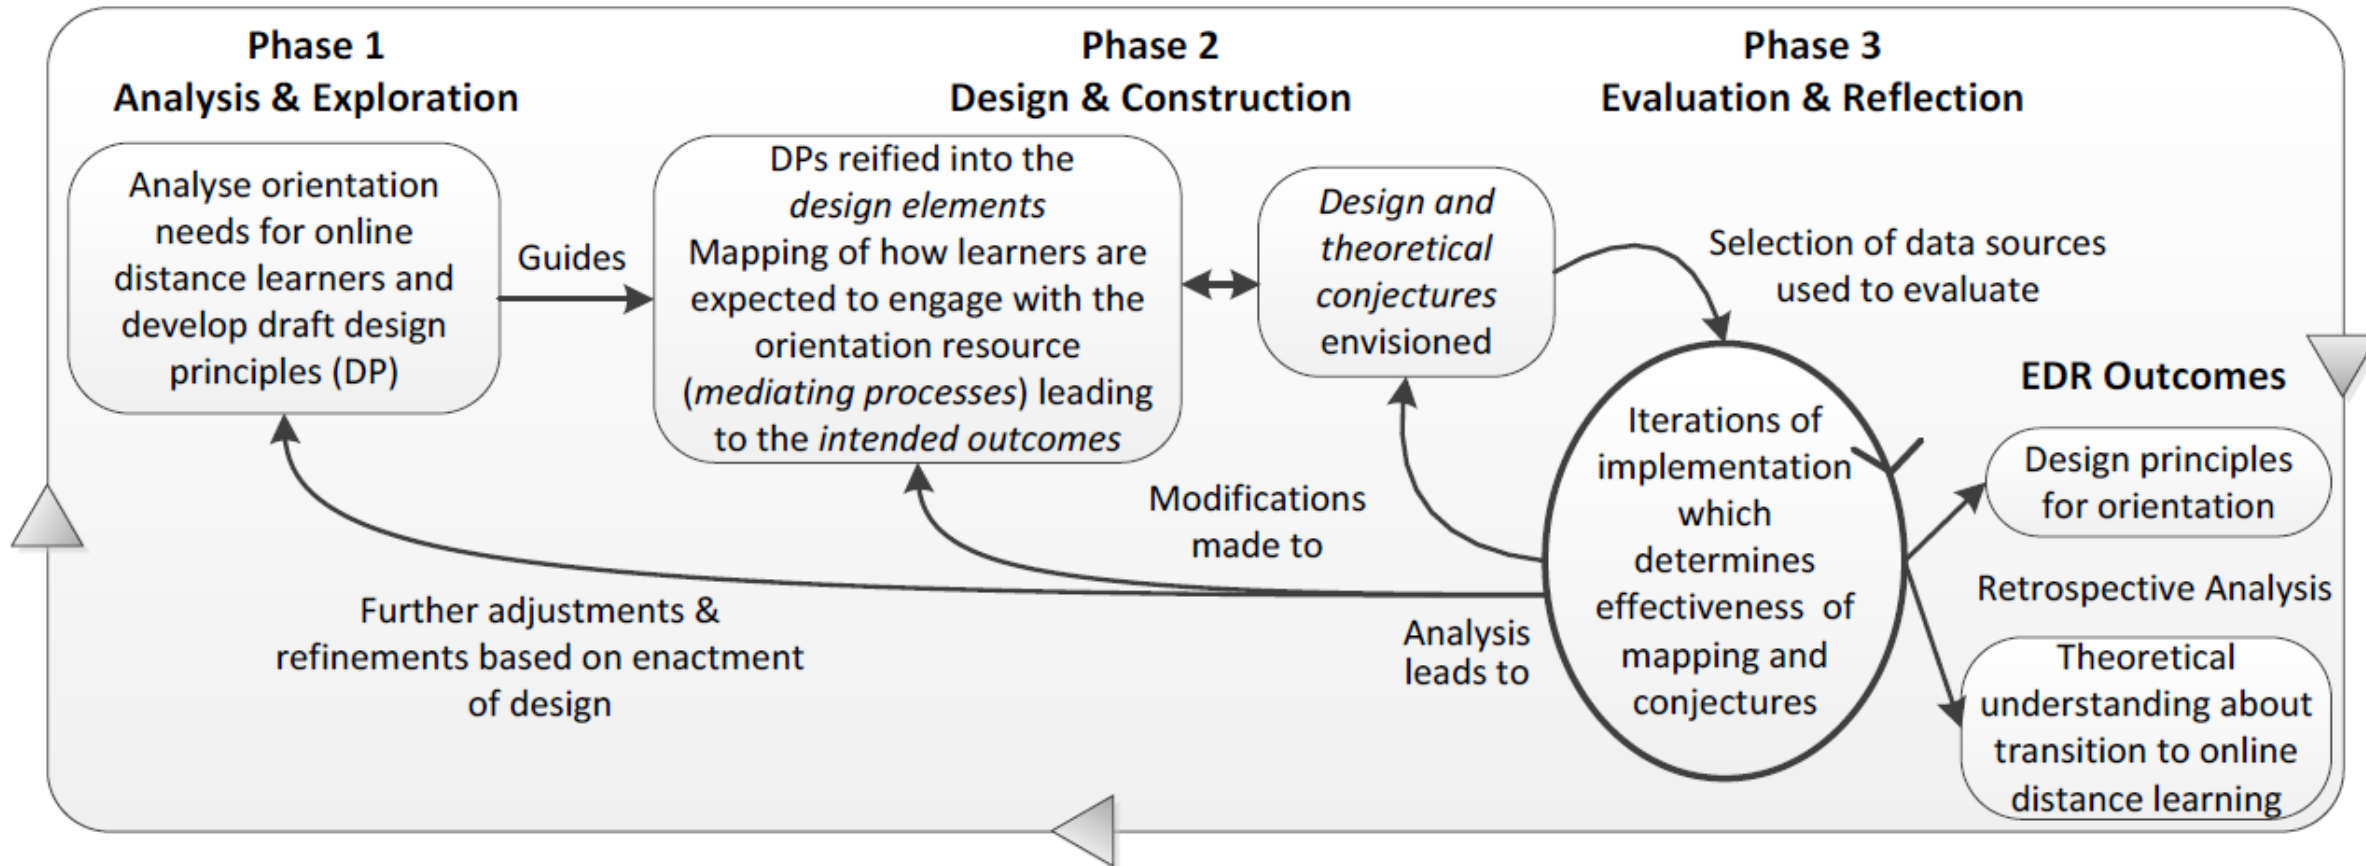 Phase 1
Analysis & Exploration
Analyse orientation
needs for online
distance learners and
develop draft design
principles (DP)
Guides
Phase 2
Design & Construction
DPs reified into the
design elements
Mapping of how learners are
expected to engage with the
orientation resource
(mediating processes) leading
to the intended outcomes
Design and
theoretical
conjectures
envisioned
Phase 3
Evaluation & Reflection
Selection of data sources
used to evaluate
Iterations of
implementation
which
determines
effectiveness of
mapping and
conjectures
Modifications
made to
Further adjustments &
refinements based on enactment
of design
Analysis
leads to
EDR Outcomes
Design principles
for orientation
Retrospective Analysis
Theoretical
understanding about
transition to online
distance learning